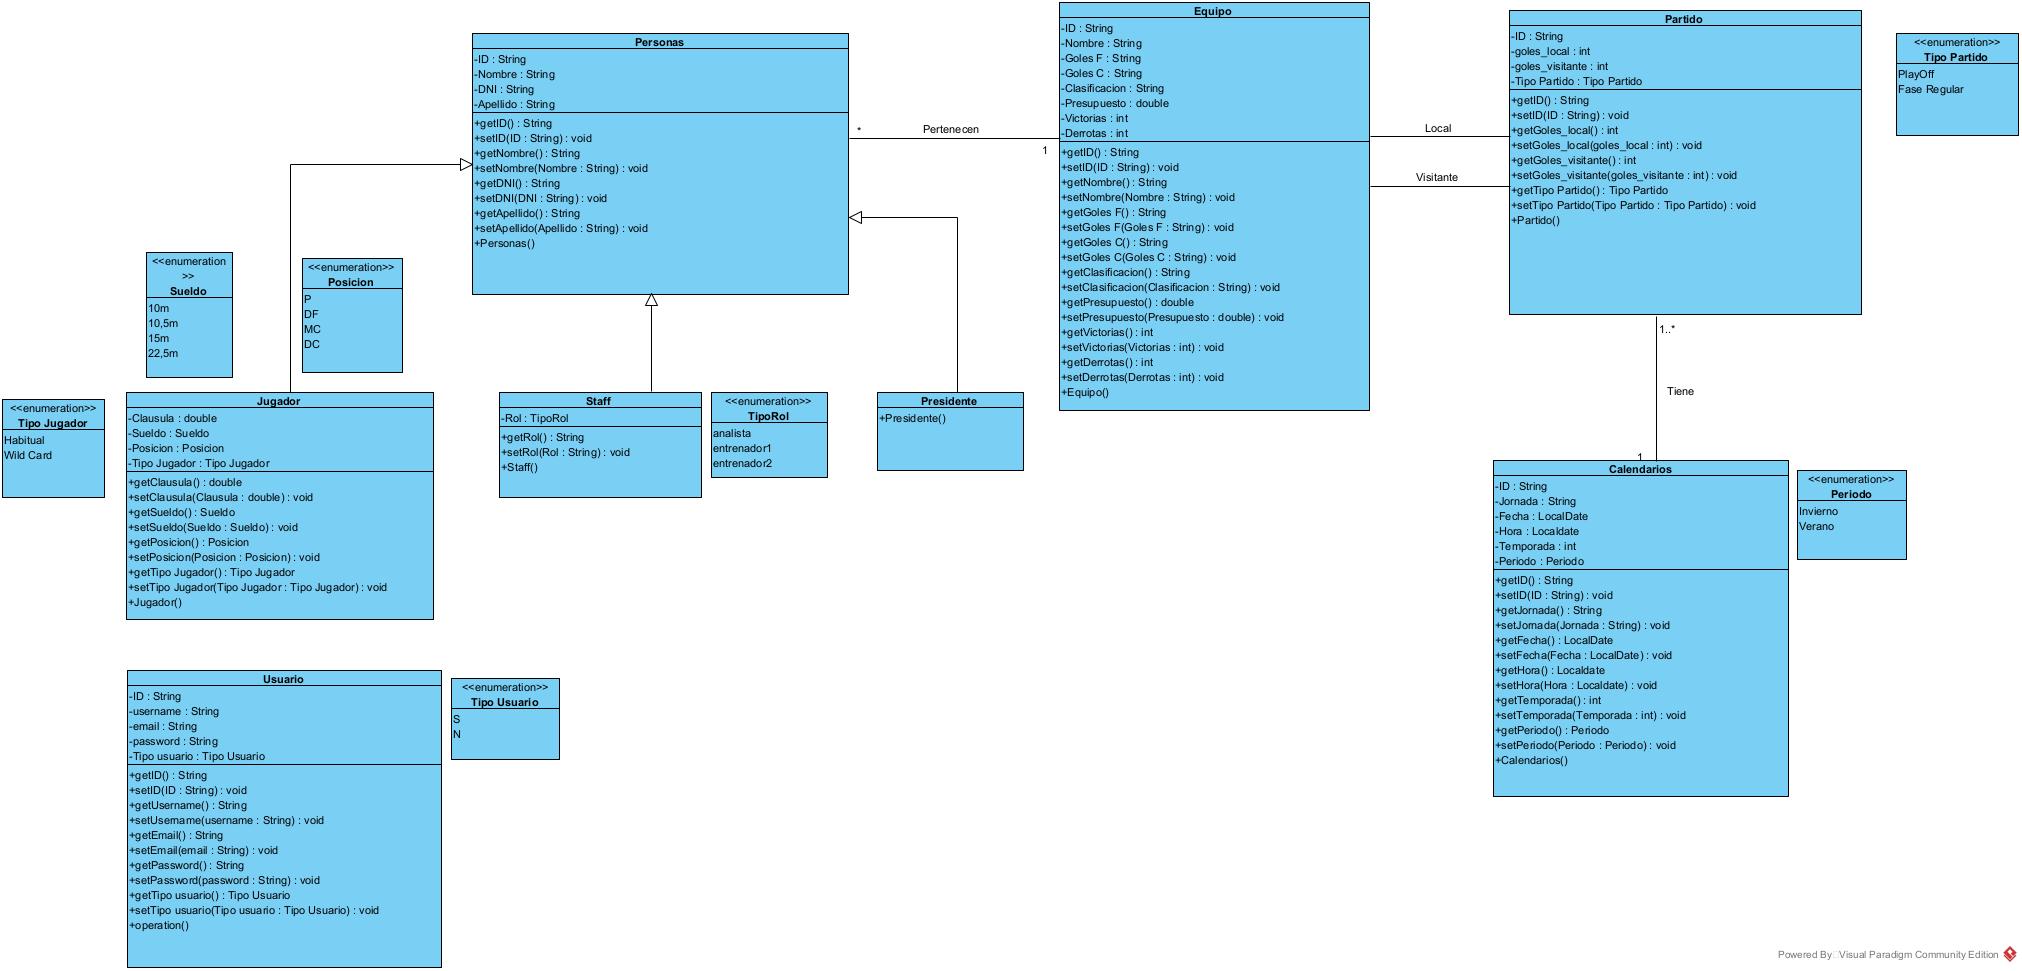 Personas
-ID : String
-Nombre : String
-DNI : String
-Apellido : String
+getID() : String
+setID(ID : String) : void
+getNombre() : String
+setNombre(Nombre : String) : void
+getDNI() : String
+setDNI(DNI : String) : void
+getApellido() : String
+setApellido(Apellido : String) : void
+Personas()
*
Pertenecen
1
Equipo
-ID : String
-Nombre : String
-Goles F : String
-Goles C : String
-Clasificacion : String
-Presupuesto : double
-Victorias : int
-Derrotas : int
+getID() : String
+setID(ID : String) : void
+getNombre() : String
+setNombre(Nombre : String) : void
+getGoles F() : String
+setGoles F(Goles F : String) : void
+getGoles C() : String
+setGoles C(Goles C : String) : void
+getClasificacion() : String
+setClasificacion(Clasificacion : String) : void
+getPresupuesto() : double
+setPresupuesto(Presupuesto : double) : void
+getVictorias() : int
+setVictorias(Victorias : int) : void
+getDerrotas() : int
+setDerrotas(Derrotas : int) : void
+Equipo()
Local
Visitante
Partido
-ID : String
-goles_local : int
-goles_visitante : int
-Tipo Partido : Tipo Partido
+getID() : String
+setID(ID : String) : void
+getGoles_local() : int
+setGoles_local(goles_local : int) : void
+getGoles_visitante() : int
+setGoles_visitante(goles_visitante : int) : void
+getTipo Partido() : Tipo Partido
+setTipo Partido(Tipo Partido : Tipo Partido) : void
+Partido()
<<enumeration>>
Tipo Partido
PlayOff
Fase Regular
<<enumeration
>>
Sueldo
10m
10,5m
15m
22,5m
<<enumeration>>
Posicion
P
DF
MC
DC
<<enumeration>>
Tipo Jugador
Habitual
Wild Card
Jugador
-Clausula : double
-Sueldo : Sueldo
-Posicion : Posicion
-Tipo Jugador : Tipo Jugador
+getClausula() : double
+setClausula(Clausula : double) : void
+getSueldo() : Sueldo
+setSueldo(Sueldo : Sueldo) : void
+getPosicion() : Posicion
+setPosicion(Posicion : Posicion) : void
+getTipo Jugador() : Tipo Jugador
+setTipo Jugador(Tipo Jugador : Tipo Jugador) : void
+Jugador()
Staff
-Rol : TipoRol
+getRol() : String
+setRol(Rol : String) : void
+Staff()
<<enumeration>>
TipoRol
analista
entrenador1
entrenador2
Presidente
+Presidente()
1..*
Tiene
1
Calendarios
-ID : String
-Jornada : String
-Fecha : LocalDate
-Hora : Localdate
-Temporada : int
-Periodo : Periodo
+getID() : String
+setID(ID : String) : void
+getJornada() : String
+setJornada(Jornada : String) : void
+getFecha() : LocalDate
+setFecha(Fecha : LocalDate) : void
+getHora() : Localdate
+setHora(Hora : Localdate) : void
+getTemporada() : int
+setTemporada(Temporada : int) : void
+getPeriodo() : Periodo
+setPeriodo(Periodo : Periodo) : void
+Calendarios()
<<enumeration>>
Periodo
Invierno
Verano
Usuario
-ID : String
-username : String
-email : String
-password : String
-Tipo usuario : Tipo Usuario
+getID() : String
+setID(ID : String) : void
+getUsername() : String
+setUsername(username : String) : void
+getEmail() : String
+setEmail(email : String) : void
+getPassword() : String
+setPassword(password : String) : void
+getTipo usuario() : Tipo Usuario
+setTipo usuario(Tipo usuario : Tipo Usuario) : void
+operation()
<<enumeration>>
Tipo Usuario
S
N
Powered By Visual Paradigm Community Edition